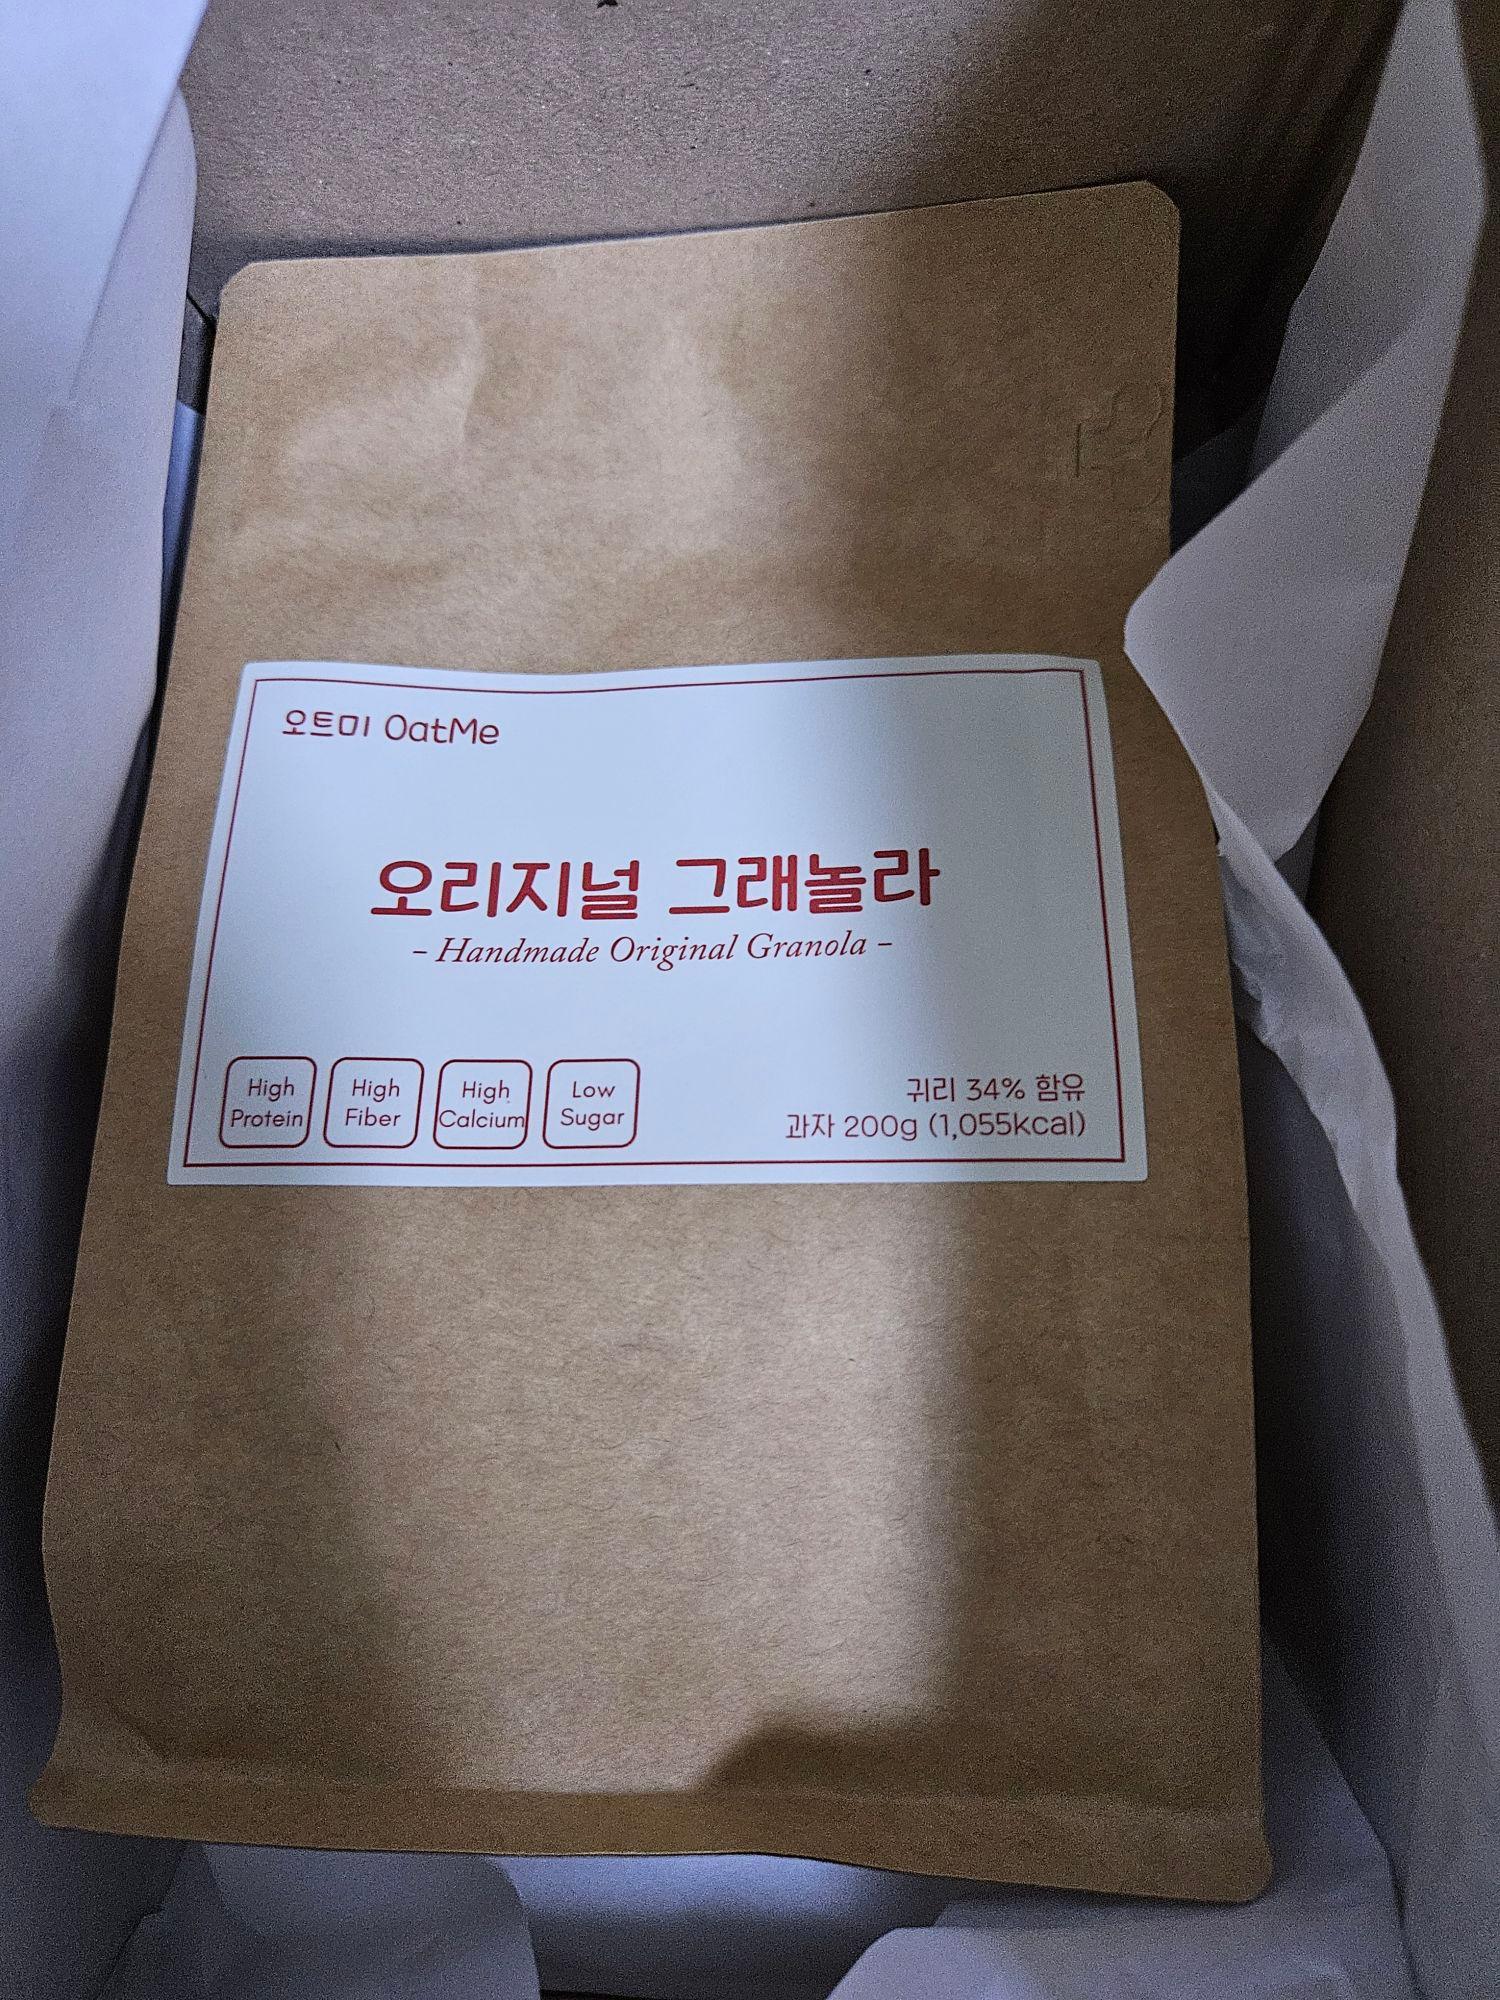 오트미 OatMe
오리지널 그래놀라
- Handmade Original Granola -
High
Protein
High
Fiber
High
Calcium
Low
Sugar
귀리 34% 함유
과자 200g (1,055kcal)